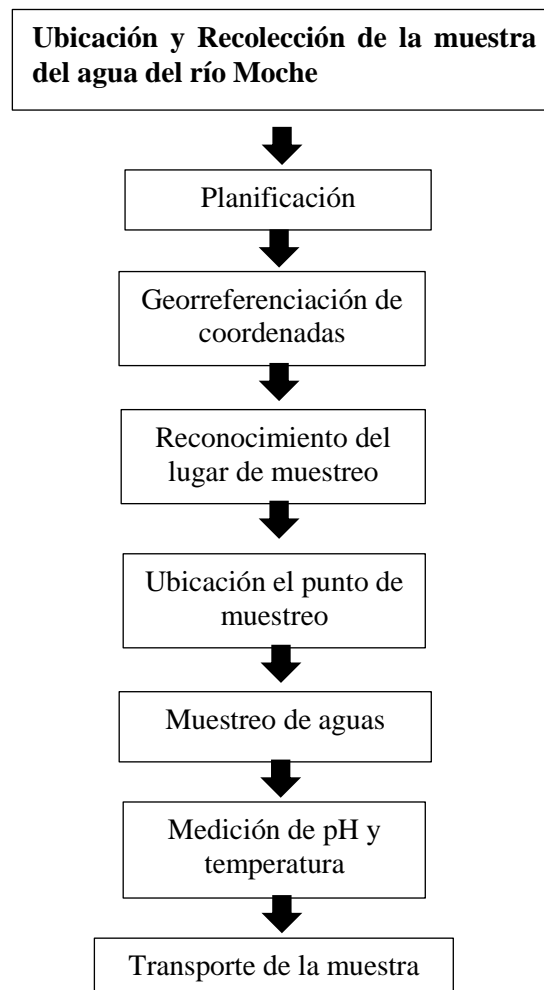 Ubicación y Recolección de la muestra
del agua del río Moche
Planificación
Georreferenciación de
coordenadas
Reconocimiento del
lugar de muestreo
Ubicación el punto de
muestreo
Muestreo de aguas
Medición de pH y
temperatura
Transporte de la muestra